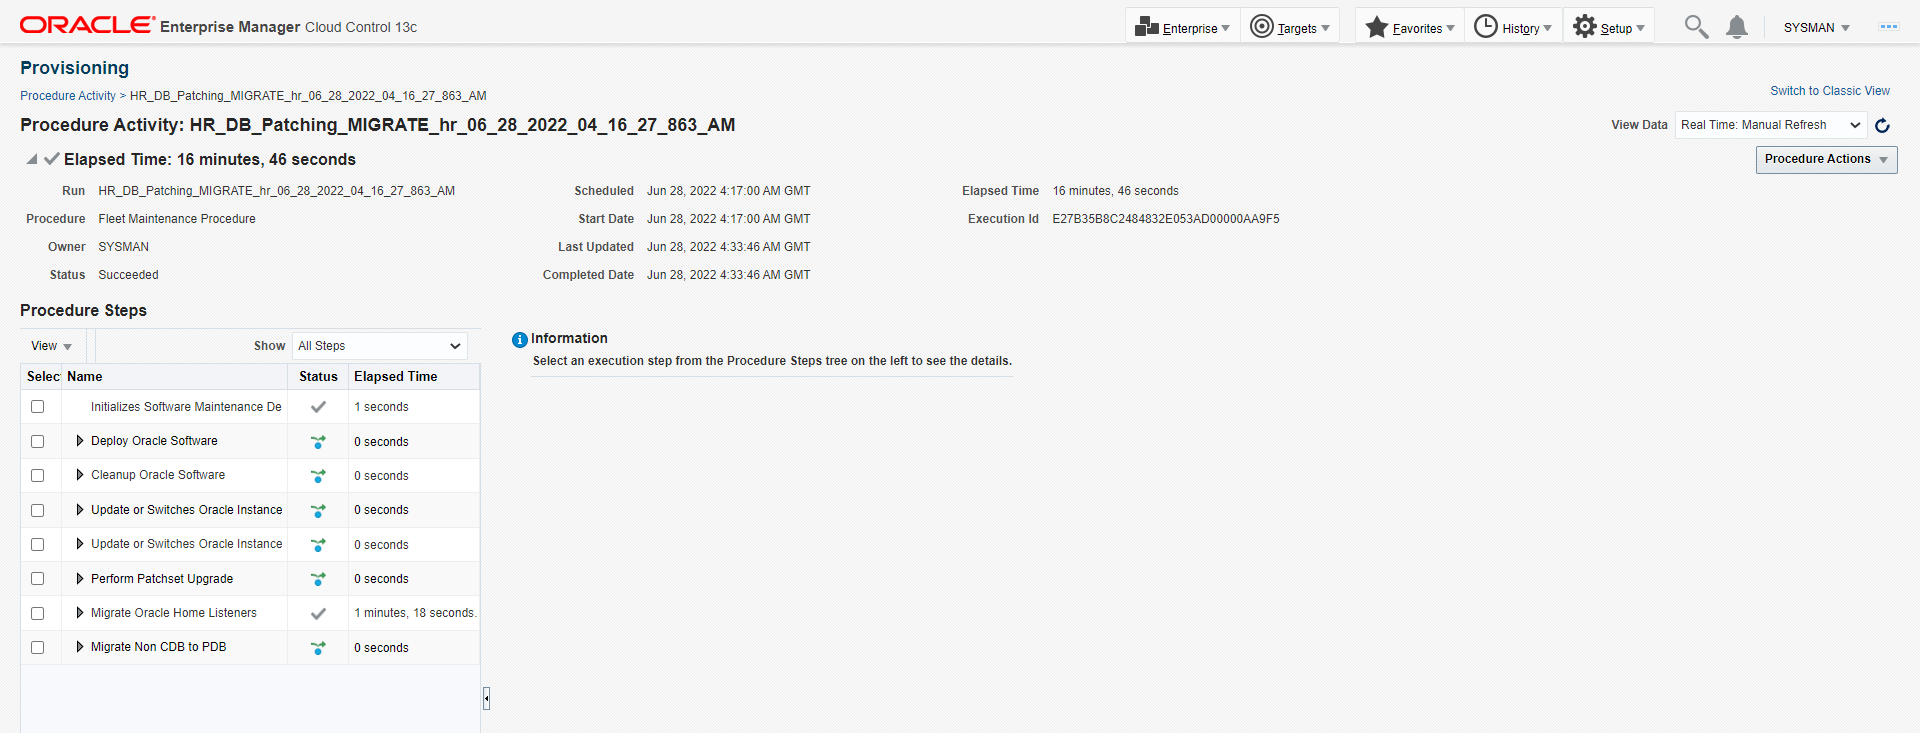 ORACLE Enterprise Manager Cloud Control 13c
Enterprise Targets Favorites History Setup SYSMAN
Provisioning
Procedure Activity > HR_DB_Patching_MIGRATE_hr_06_28_2022_04_16_27_863_AM
Switch to Classic View
Procedure Activity: HR_DB_Patching_MIGRATE_hr_06_28_2022_04_16_27_863_AM
View Data Real Time: Manual Refresh
Elapsed Time: 16 minutes, 46 seconds
Procedure Actions
Run HR_DB_Patching_MIGRATE_hr_06_28_2022_04_16_27_863_AM
Procedure Fleet Maintenance Procedure
Owner SYSMAN
Status Succeeded
Scheduled Jun 28, 2022 4:17:00 AM GMT
Start Date Jun 28, 2022 4:17:00 AM GMT
Last Updated Jun 28, 2022 4:33:46 AM GMT
Completed Date Jun 28, 2022 4:33:46 AM GMT
Elapsed Time 16 minutes, 46 seconds
Execution Id E27B35B8C2484832E053AD00000AA9F5
Procedure Steps
View Show All Steps
Selec Name Status Elapsed Time
Initializes Software Maintenance De 1 seconds
Deploy Oracle Software 0 seconds
Cleanup Oracle Software 0 seconds
Update or Switches Oracle Instance 0 seconds
Update or Switches Oracle Instance 0 seconds
Perform Patchset Upgrade 0 seconds
Migrate Oracle Home Listeners 1 minutes, 18 seconds.
Migrate Non CDB to PDB 0 seconds
Information
Select an execution step from the Procedure Steps tree on the left to see the details.